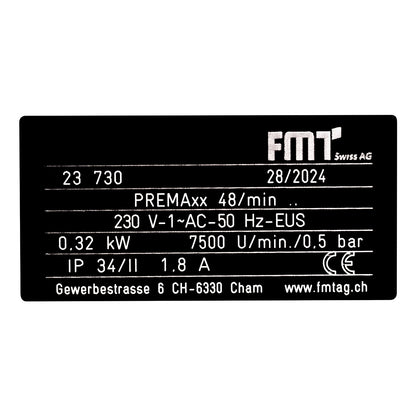 FMT
Swiss AG
23 730 28/2024
PREMAxx 48/min ..
230 V-1~AC-50 Hz-EUS
0,32 kW 7500 U/min./0,5 bar
IP 34/II 1.8 A CE
Gewerbestrasse 6 CH-6330 Cham www.fmtag.ch